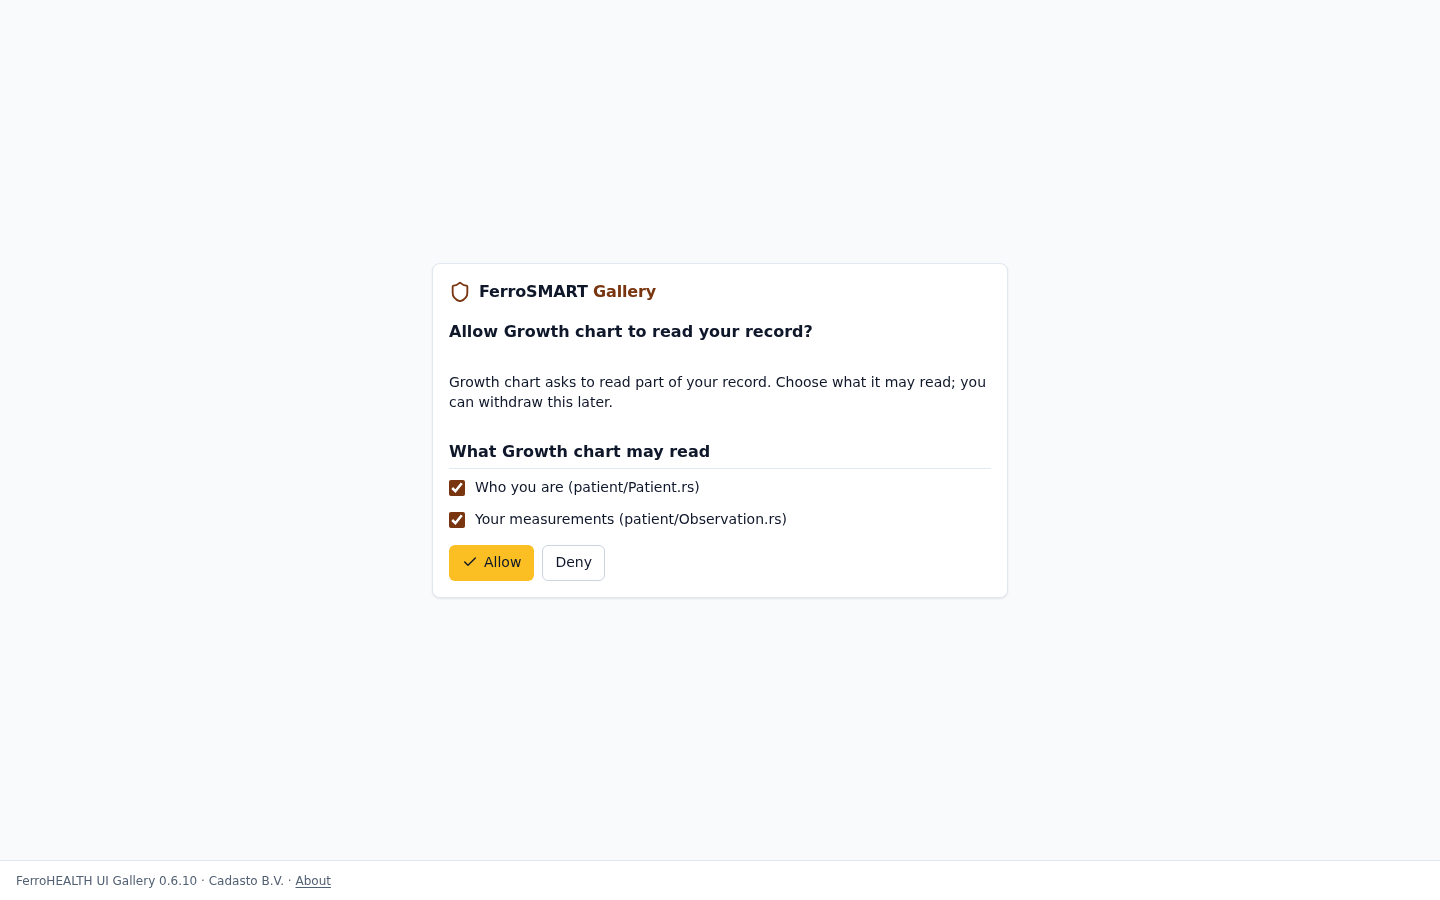 FerroSMART Gallery
Allow Growth chart to read your record?
Growth chart asks to read part of your record. Choose what it may read; you
can withdraw this later.
What Growth chart may read
Who you are (patient/Patient.rs)
Your measurements (patient/Observation.rs)
Allow Deny
FerroHEALTH UI Gallery 0.6.10 · Cadasto B.V. · About